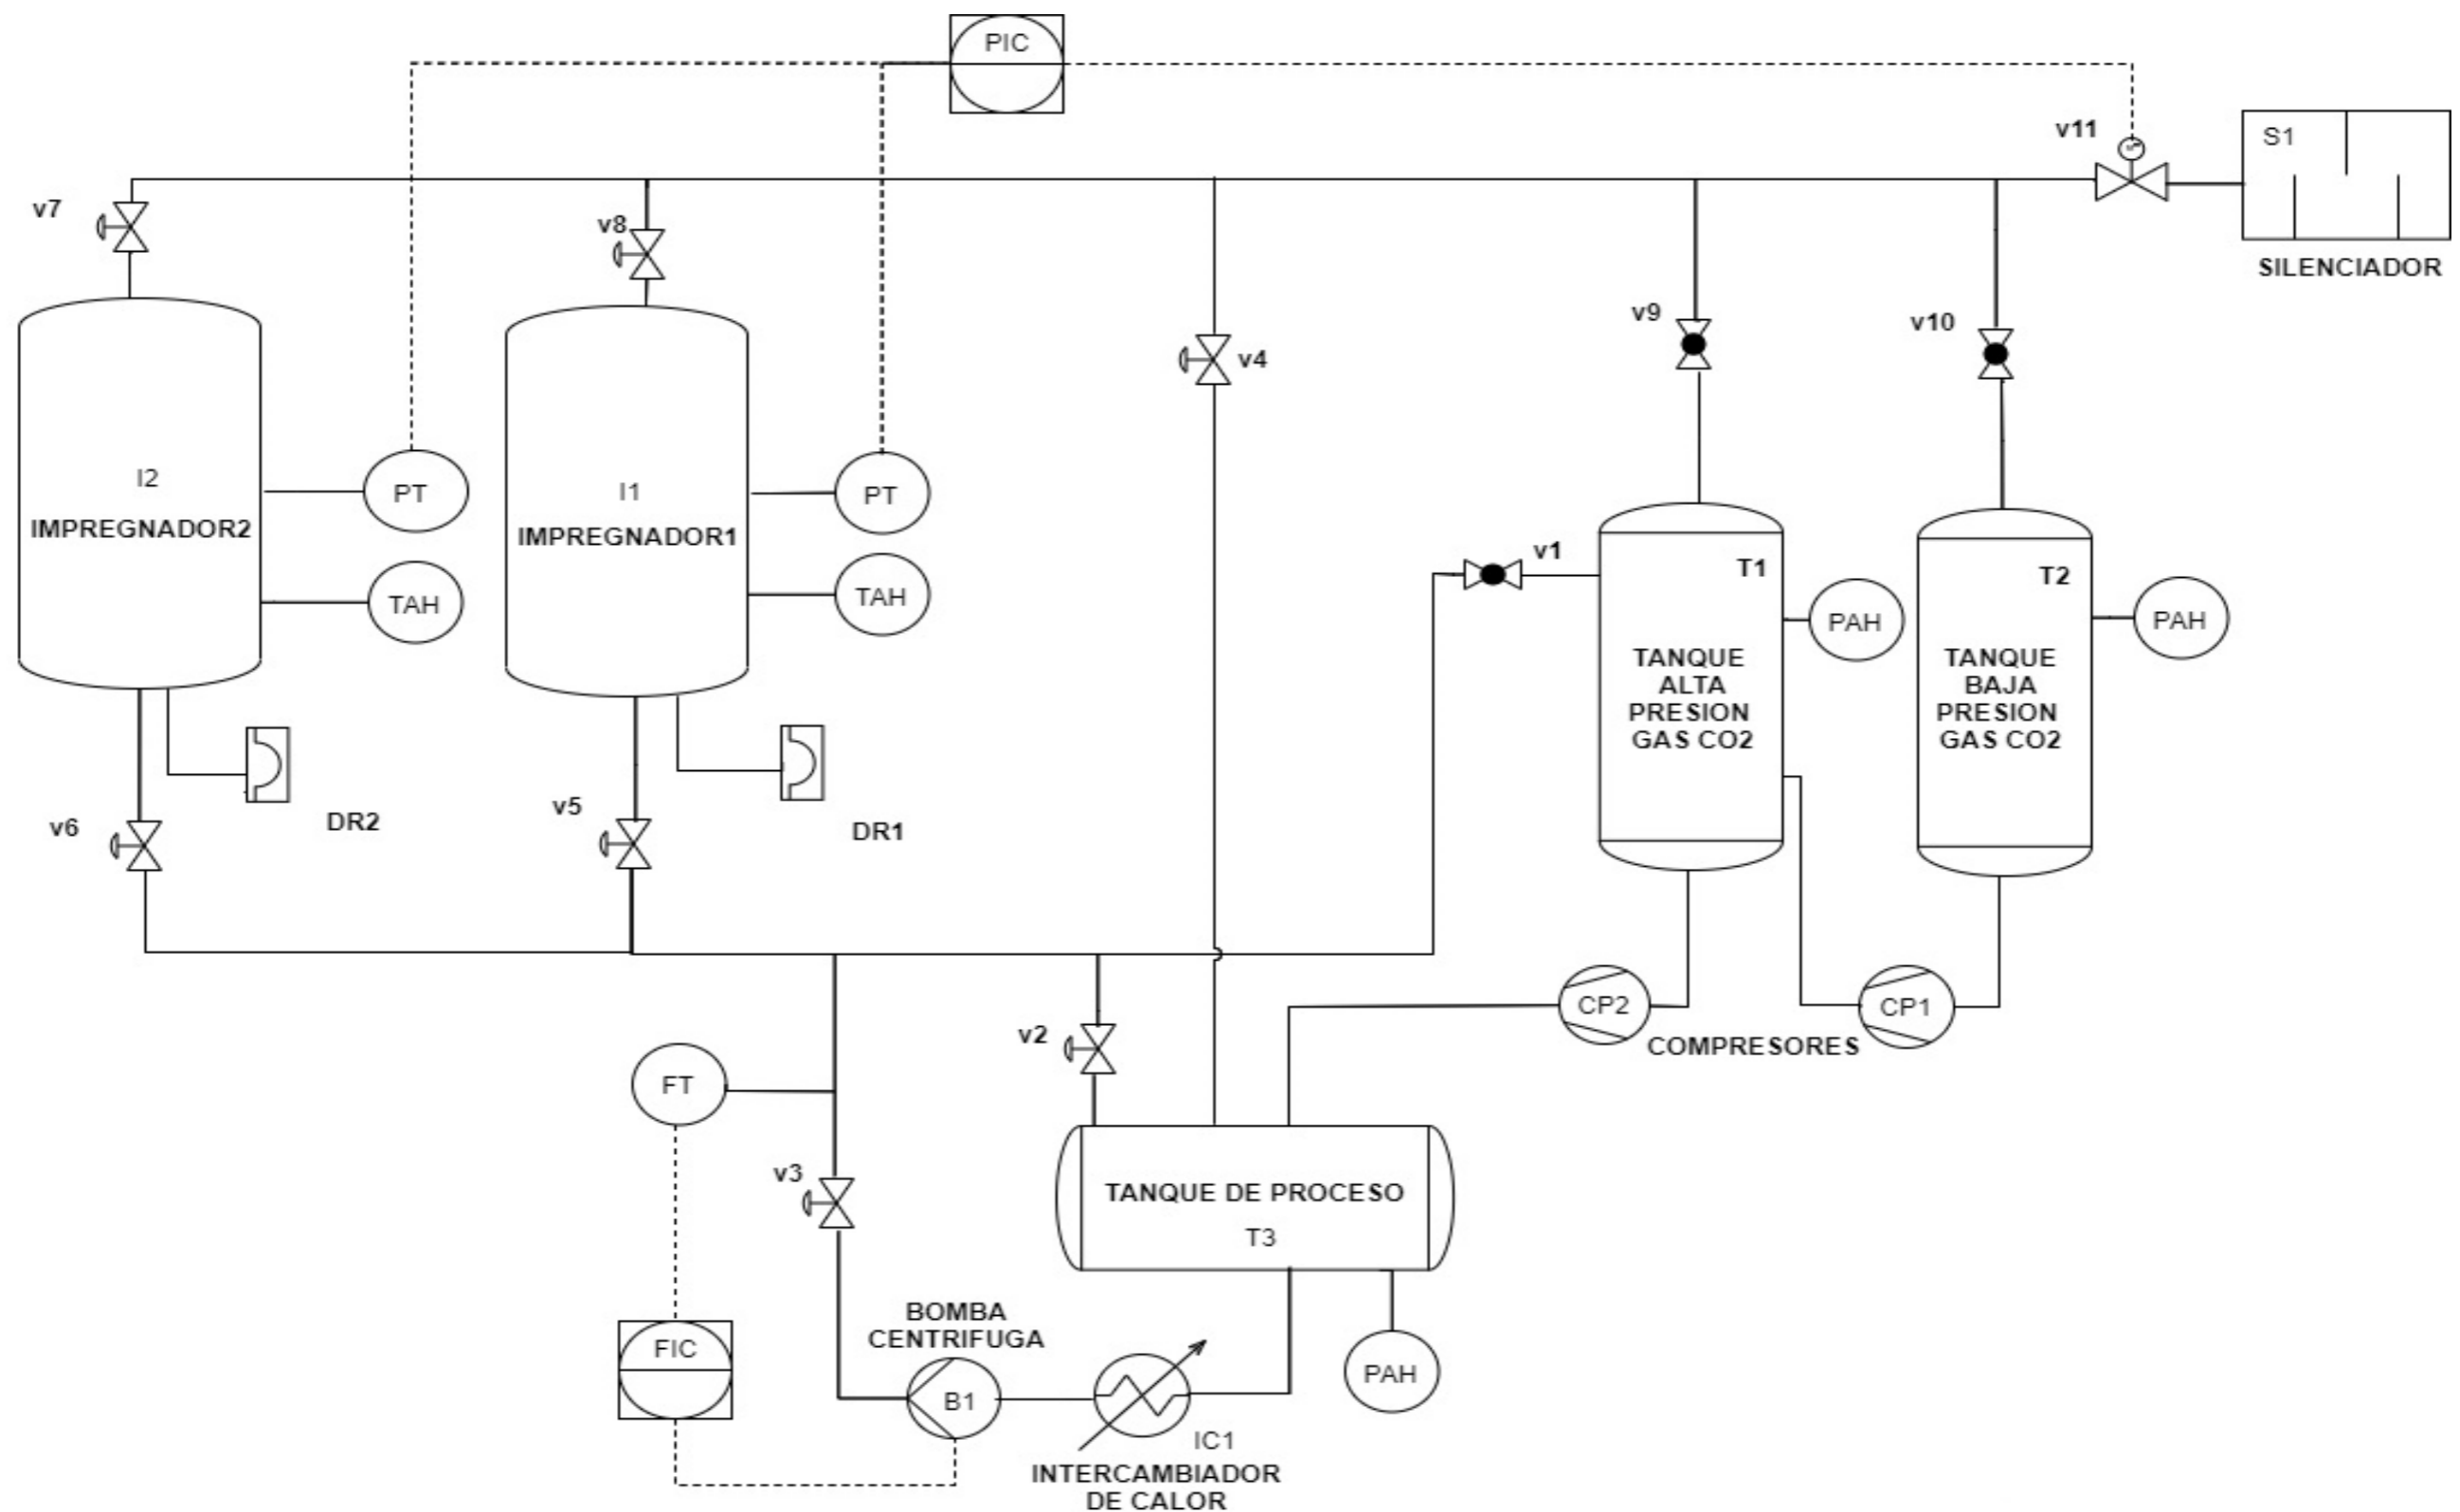 PIC
v11
S1
SILENCIADOR
v7
v8
v9
v10
v4
I2
IMPREGNADOR2
PT
TAH
I1
IMPREGNADOR1
PT
TAH
v1
T1
TANQUE
ALTA
PRESION
GAS CO2
PAH
T2
TANQUE
BAJA
PRESION
GAS CO2
PAH
v6
DR2
v5
DR1
CP2
CP1
COMPRESORES
v2
FT
v3
TANQUE DE PROCESO
T3
FIC
BOMBA
CENTRIFUGA
B1
PAH
IC1
INTERCAMBIADOR
DE CALOR